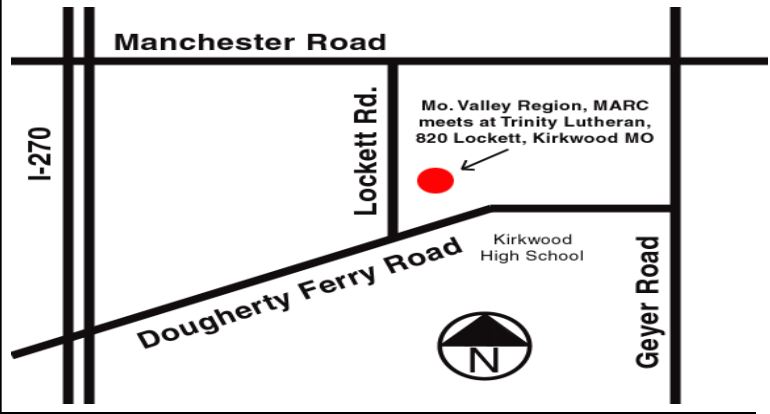 Manchester Road
I-270
Lockett Rd.
Mo. Valley Region, MARC
meets at Trinity Lutheran,
820 Lockett, Kirkwood MO
Dougherty Ferry Road
Kirkwood
High School
Geyer Road
N